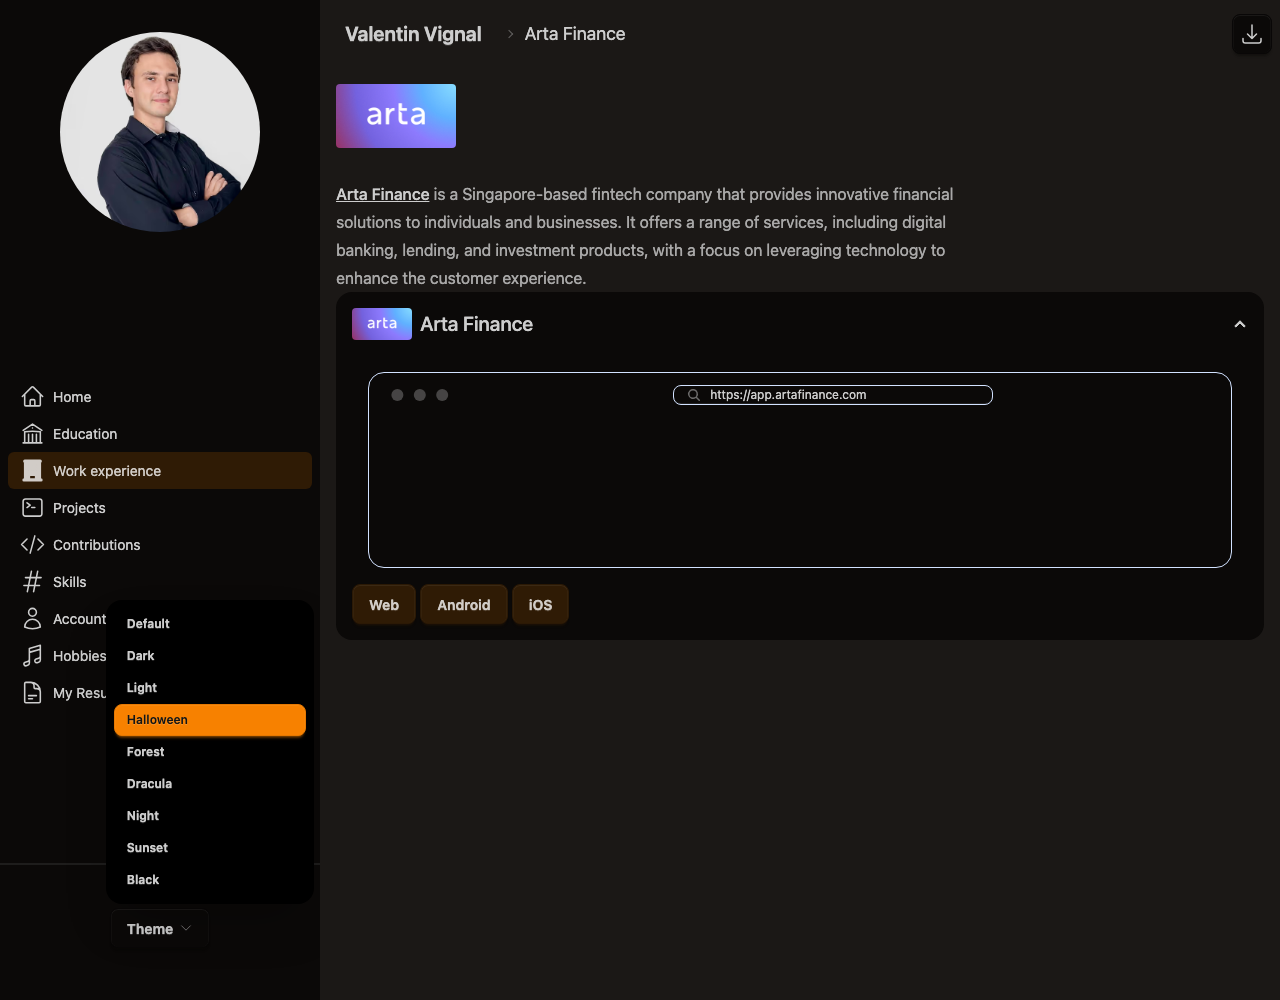 Valentin Vignal
Arta Finance
arta
Arta Finance is a Singapore-based fintech company that provides innovative financial
solutions to individuals and businesses. It offers a range of services, including digital
banking, lending, and investment products, with a focus on leveraging technology to
enhance the customer experience.
arta Arta Finance
https://app.artafinance.com
Web
Android
iOS
Home
Education
Work experience
Projects
Contributions
Skills
Account
Hobbies
My Resu
Default
Dark
Light
Halloween
Forest
Dracula
Night
Sunset
Black
Theme